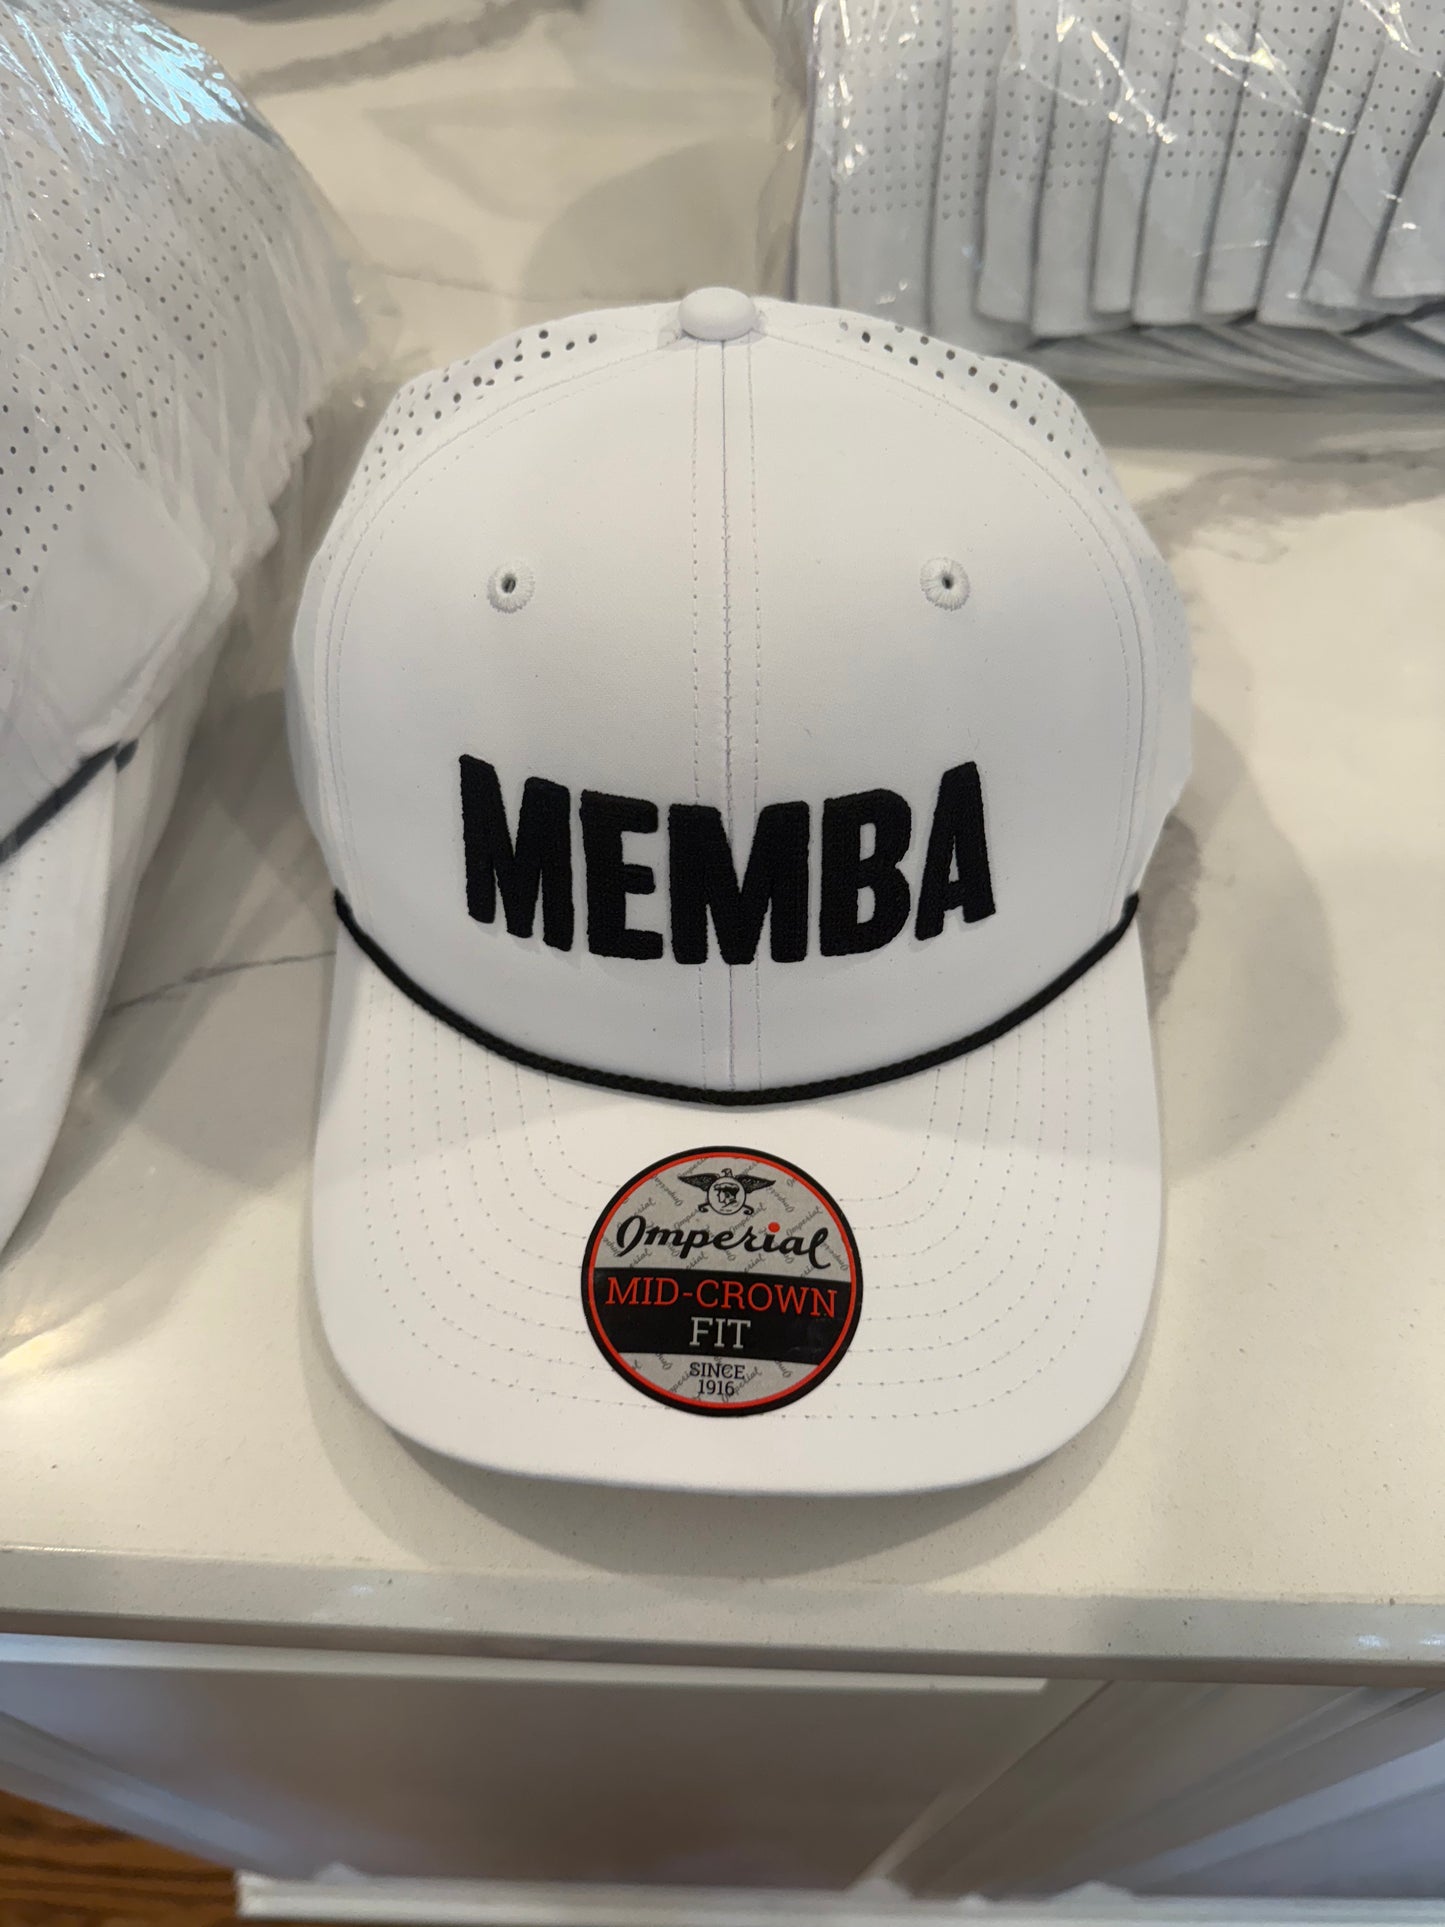 MEMBA
Imperial
MID-CROWN
FIT
SINCE
1916